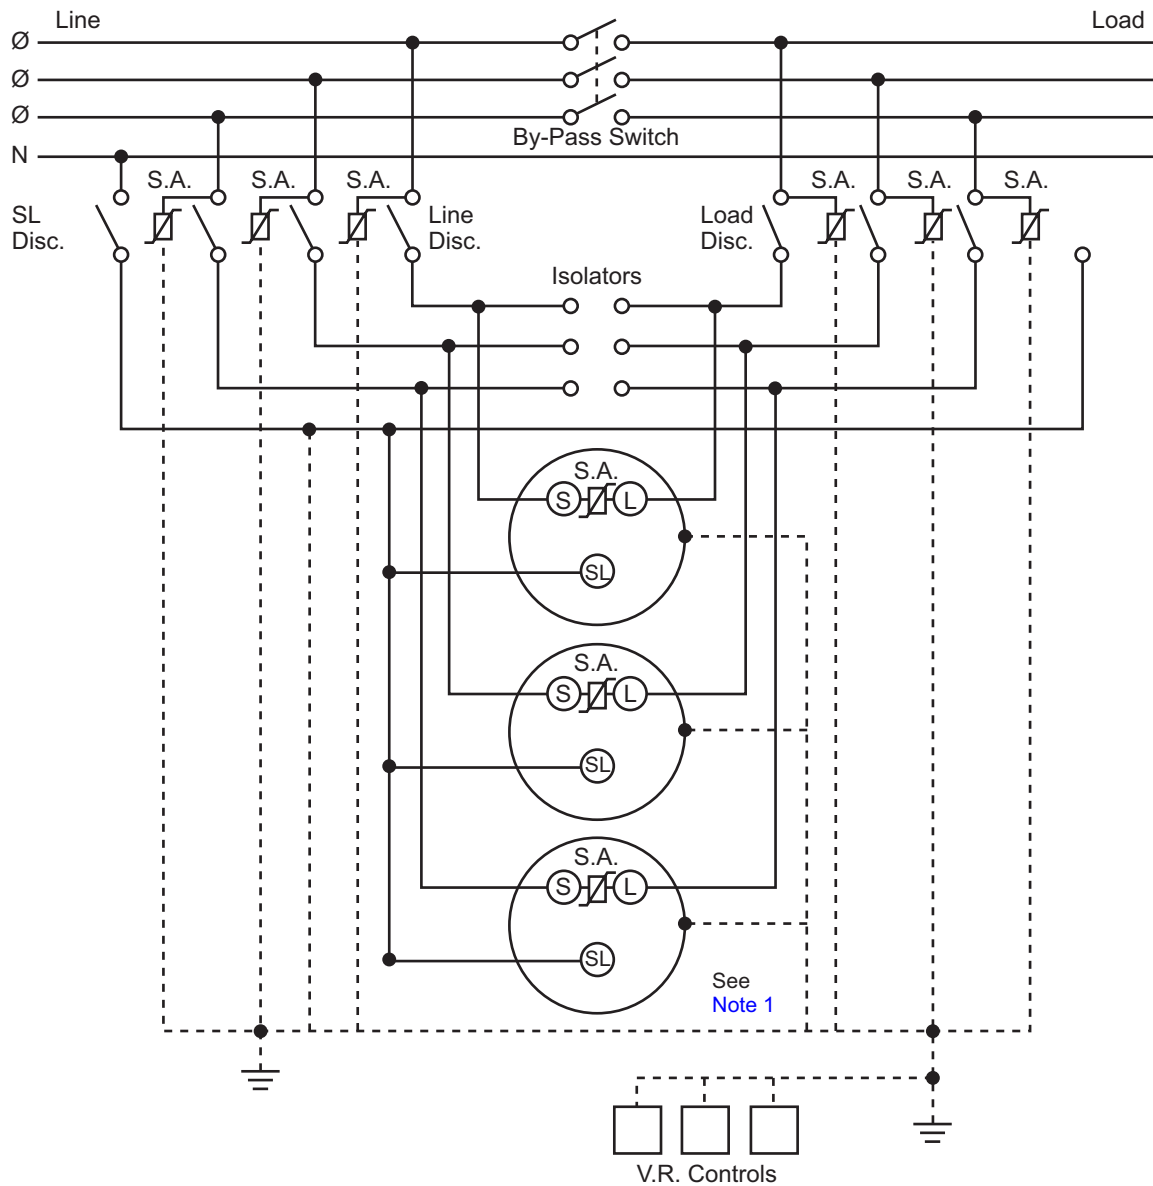 Line
Load
Ø
Ø
Ø
By-Pass Switch
N
S.A.
S.A.
S.A.
S.A.
S.A.
S.A.
SL
Disc.
Line
Disc.
Load
Disc.
Isolators
S.A.
S
L
SL
S.A.
S
L
SL
S.A.
S
L
SL
See
Note 1
V.R. Controls